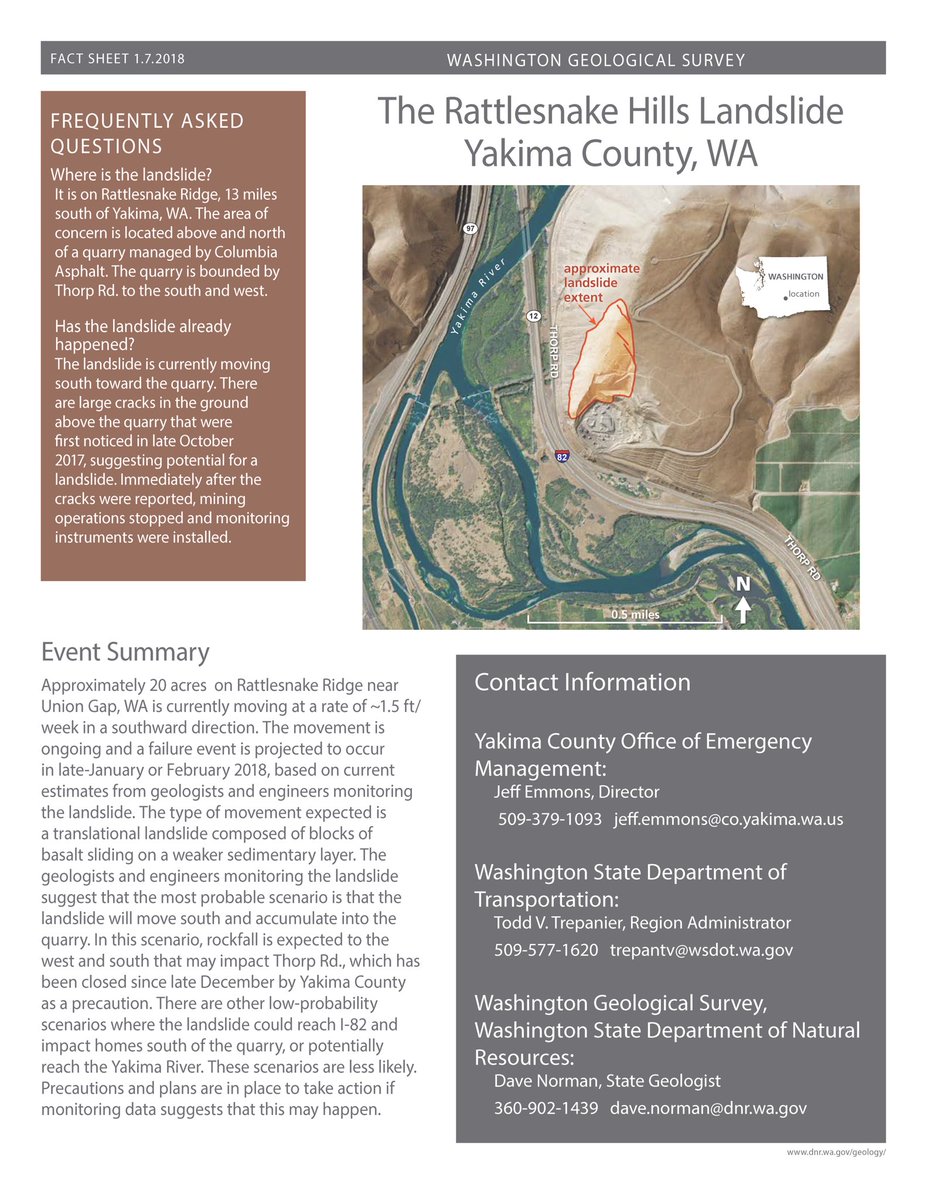 FACT SHEET 1.7.2018
WASHINGTON GEOLOGICAL SURVEY
The Rattlesnake Hills Landslide
Yakima County, WA
FREQUENTLY ASKED
QUESTIONS
Where is the landslide?
It is on Rattlesnake Ridge, 13 miles
south of Yakima, WA. The area of
concern is located above and north
of a quarry managed by Columbia
Asphalt. The quarry is bounded by
Thorp Rd. to the south and west.
Has the landslide already
happened?
The landslide is currently moving
south toward the quarry. There
are large cracks in the ground
above the quarry that were
first noticed in late October
2017, suggesting potential for a
landslide. Immediately after the
cracks were reported, mining
operations stopped and monitoring
instruments were installed.
97
Yakima River
12
THORP RD
approximate
landslide
extent
WASHINGTON
location
82
THORP RD
N
0.5 miles
Event Summary
Approximately 20 acres on Rattlesnake Ridge near
Union Gap, WA is currently moving at a rate of ~1.5 ft/
week in a southward direction. The movement is
ongoing and a failure event is projected to occur
in late-January or February 2018, based on current
estimates from geologists and engineers monitoring
the landslide. The type of movement expected is
a translational landslide composed of blocks of
basalt sliding on a weaker sedimentary layer. The
geologists and engineers monitoring the landslide
suggest that the most probable scenario is that the
landslide will move south and accumulate into the
quarry. In this scenario, rockfall is expected to the
west and south that may impact Thorp Rd., which has
been closed since late December by Yakima County
as a precaution. There are other low-probability
scenarios where the landslide could reach I-82 and
impact homes south of the quarry, or potentially
reach the Yakima River. These scenarios are less likely.
Precautions and plans are in place to take action if
monitoring data suggests that this may happen.
Contact Information
Yakima County Office of Emergency
Management:
Jeff Emmons, Director
509-379-1093 jeff.emmons@co.yakima.wa.us
Washington State Department of
Transportation:
Todd V. Trepanier, Region Administrator
509-577-1620 trepantv@wsdot.wa.gov
Washington Geological Survey,
Washington State Department of Natural
Resources:
Dave Norman, State Geologist
360-902-1439 dave.norman@dnr.wa.gov
www.dnr.wa.gov/geology/